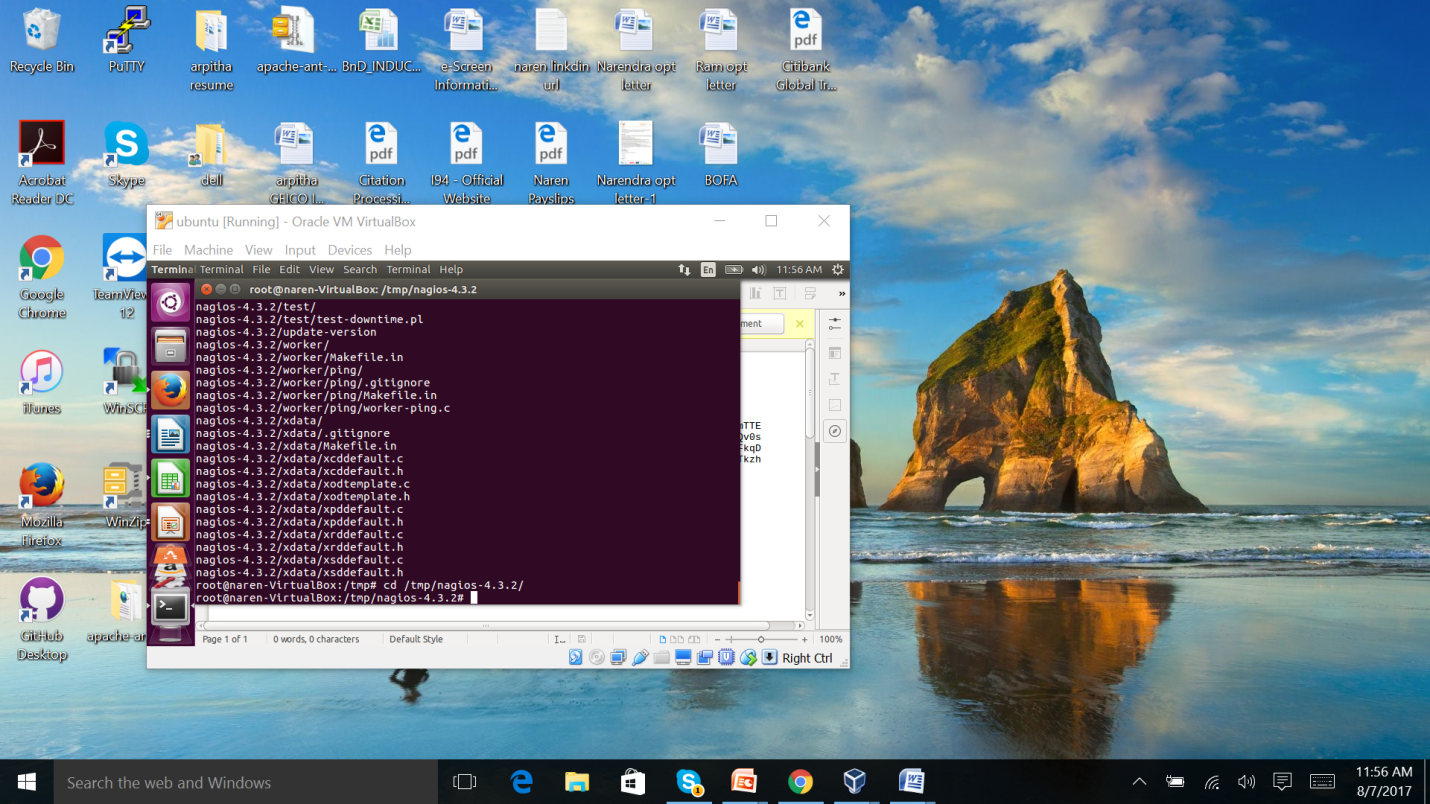 Recycle Bin
PuTTY
arpitha
resume
apache-ant-...
BnD_INDUC...
e-Screen
Informati...
naren linkdin
url
Narendra opt
letter
Ram opt
letter
Citibank
Global Tr...
Acrobat
Reader DC
Skype
dell
arpitha
GEICO I...
Citation
Processi...
I94 - Official
Website
Naren
Payslips
Narendra opt
letter-1
BOFA
Google
Chrome
TeamView
12
iTunes
WinSCP
Mozilla
Firefox
WinZip
GitHub
Desktop
apache-an
ubuntu [Running] - Oracle VM VirtualBox
File Machine View Input Devices Help
Terminal Terminal File Edit View Search Terminal Help En 11:56 AM
root@naren-VirtualBox: /tmp/nagios-4.3.2
nagios-4.3.2/test/
nagios-4.3.2/test/test-downtime.pl
nagios-4.3.2/update-version
nagios-4.3.2/worker/
nagios-4.3.2/worker/Makefile.in
nagios-4.3.2/worker/ping/
nagios-4.3.2/worker/ping/.gitignore
nagios-4.3.2/worker/ping/Makefile.in
nagios-4.3.2/worker/ping/worker-ping.c
nagios-4.3.2/xdata/
nagios-4.3.2/xdata/.gitignore
nagios-4.3.2/xdata/Makefile.in
nagios-4.3.2/xdata/xcddefault.c
nagios-4.3.2/xdata/xcddefault.h
nagios-4.3.2/xdata/xodtemplate.c
nagios-4.3.2/xdata/xodtemplate.h
nagios-4.3.2/xdata/xpddefault.c
nagios-4.3.2/xdata/xpddefault.h
nagios-4.3.2/xdata/xrddefault.c
nagios-4.3.2/xdata/xrddefault.h
nagios-4.3.2/xdata/xsddefault.c
nagios-4.3.2/xdata/xsddefault.h
root@naren-VirtualBox:/tmp# cd /tmp/nagios-4.3.2/
root@naren-VirtualBox:/tmp/nagios-4.3.2#
ment
Page 1 of 1 0 words, 0 characters Default Style 100%
Right Ctrl
Search the web and Windows
11:56 AM
8/7/2017